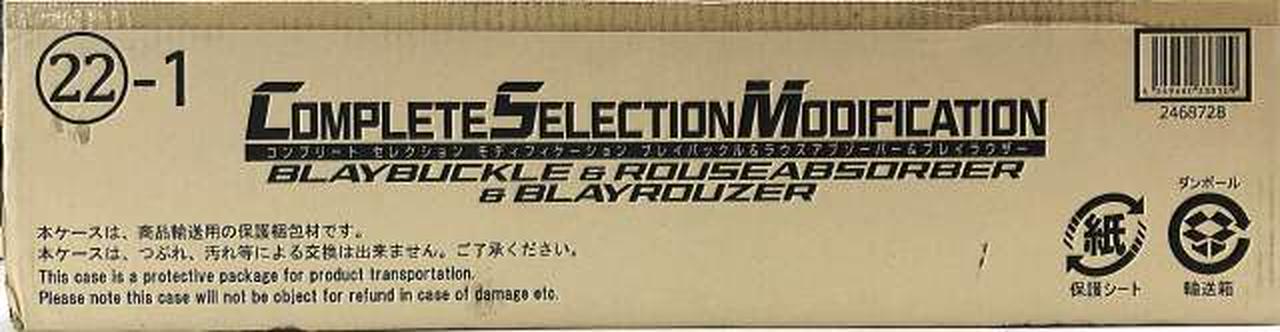 22-1
COMPLETE SELECTION MODIFICATION
コンプリート セレクション モディフィケーション ブレイバックル&ラウズアブソーバー&ブレイラウザー
BLAYBUCKLE & ROUSEABSORBER
& BLAYROUZER
2468728
ダンボール
紙
保護シート
輸送箱
本ケースは、商品輸送用の保護梱包材です。
本ケースは、つぶれ、汚れ等による交換は出来ません。ご了承ください。
This case is a protective package for product transportation.
Please note this case will not be object for refund in case of damage etc.